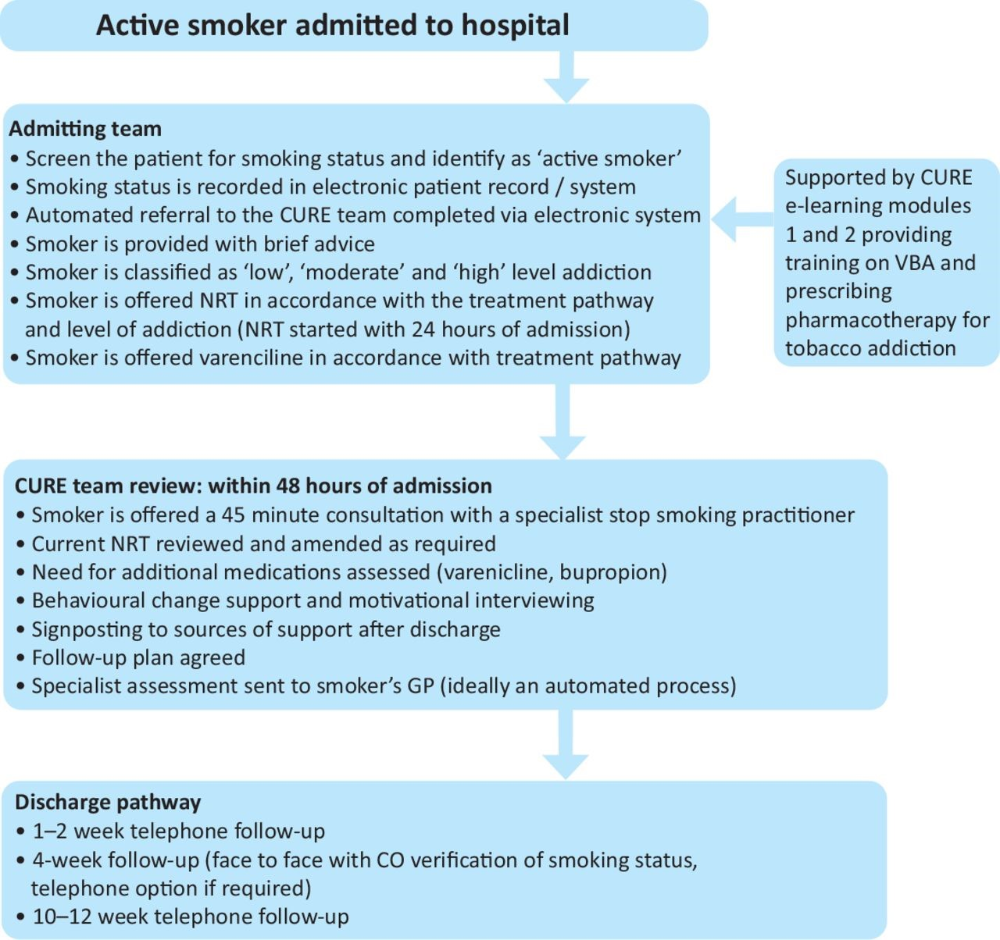 Active smoker admitted to hospital
Admitting team
• Screen the patient for smoking status and identify as ‘active smoker’
• Smoking status is recorded in electronic patient record / system
• Automated referral to the CURE team completed via electronic system
• Smoker is provided with brief advice
• Smoker is classified as ‘low’, ‘moderate’ and ‘high’ level addiction
• Smoker is offered NRT in accordance with the treatment pathway
and level of addiction (NRT started with 24 hours of admission)
• Smoker is offered varenciline in accordance with treatment pathway
Supported by CURE
e-learning modules
1 and 2 providing
training on VBA and
prescribing
pharmacotherapy for
tobacco addiction
CURE team review: within 48 hours of admission
• Smoker is offered a 45 minute consultation with a specialist stop smoking practitioner
• Current NRT reviewed and amended as required
• Need for additional medications assessed (varenicline, bupropion)
• Behavioural change support and motivational interviewing
• Signposting to sources of support after discharge
• Follow-up plan agreed
• Specialist assessment sent to smoker’s GP (ideally an automated process)
Discharge pathway
• 1–2 week telephone follow-up
• 4-week follow-up (face to face with CO verification of smoking status,
telephone option if required)
• 10–12 week telephone follow-up